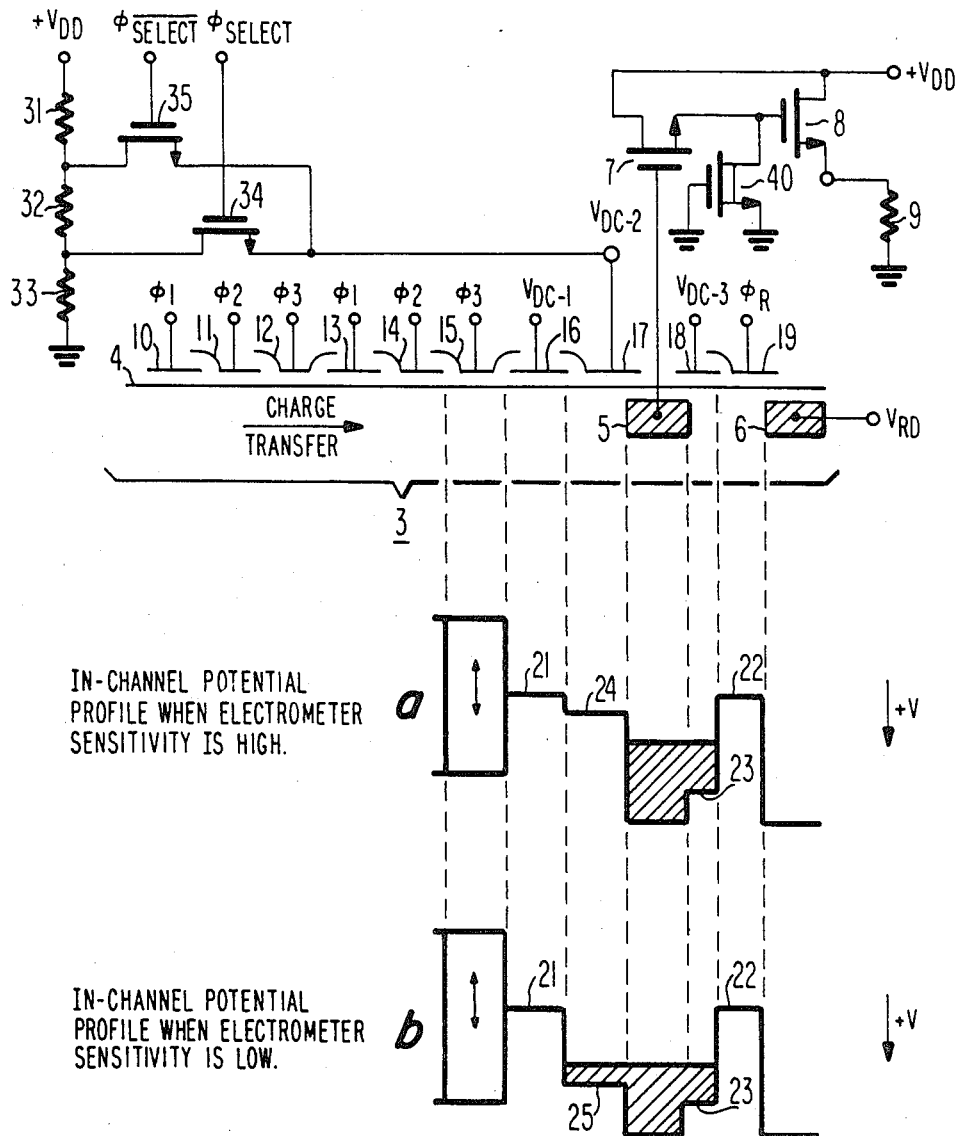 +VDD
φSELECT
φSELECT
31
35
32
34
33
+VDD
8
7
40
9
VDC-2
φ1
φ2
φ3
φ1
φ2
φ3
VDC-1
VDC-3
φR
10
11
12
13
14
15
16
17
18
19
4
CHARGE
TRANSFER
5
6
VRD
3
IN-CHANNEL POTENTIAL
PROFILE WHEN ELECTROMETER
SENSITIVITY IS HIGH.
a
21
24
22
23
+V
IN-CHANNEL POTENTIAL
PROFILE WHEN ELECTROMETER
SENSITIVITY IS LOW.
b
21
22
25
23
+V